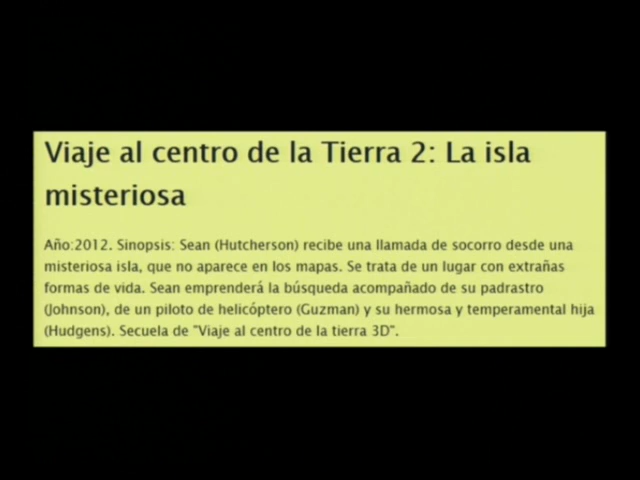 Viaje al centro de la Tierra 2: La isla
misteriosa
Año:2012. Sinopsis: Sean (Hutcherson) recibe una llamada de socorro desde una
misteriosa isla, que no aparece en los mapas. Se trata de un lugar con extrañas
formas de vida. Sean emprenderá la búsqueda acompañado de su padrastro
(Johnson), de un piloto de helicóptero (Guzman) y su hermosa y temperamental hija
(Hudgens). Secuela de "Viaje al centro de la tierra 3D".